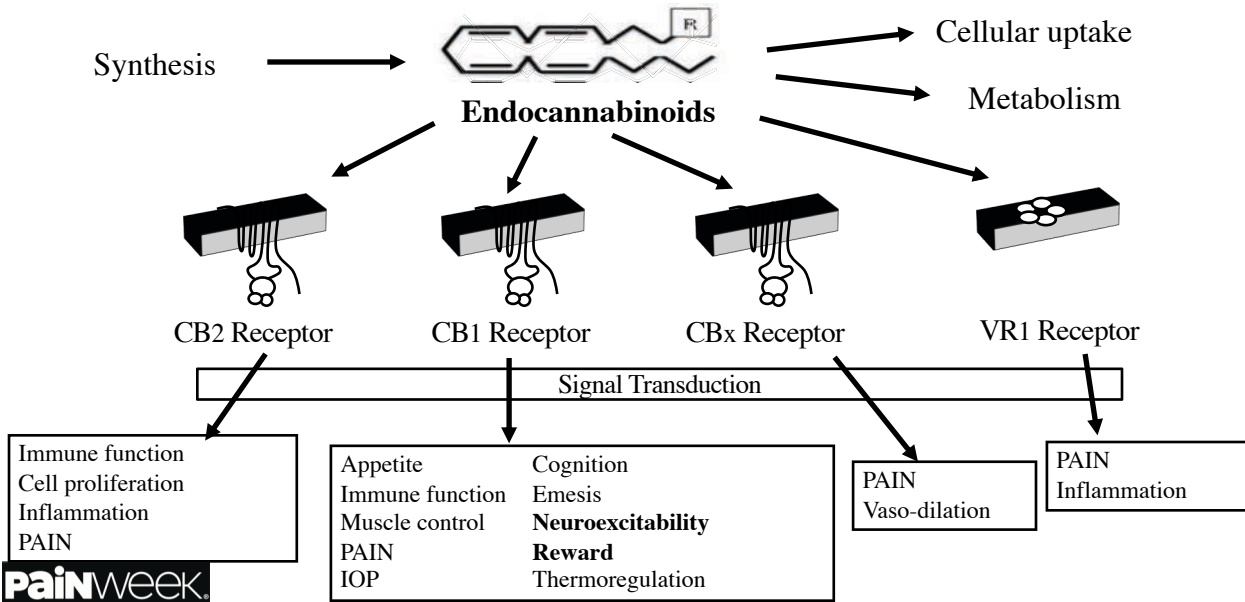 R
Synthesis
Cellular uptake
Metabolism
Endocannabinoids
CB2 Receptor
CB1 Receptor
CBx Receptor
VR1 Receptor
Signal Transduction
Immune function
Cell proliferation
Inflammation
PAIN
Appetite
Immune function
Muscle control
PAIN
IOP
Cognition
Emesis
Neuroexcitability
Reward
Thermoregulation
PAIN
Vaso-dilation
PAIN
Inflammation
PAiNWEEK.